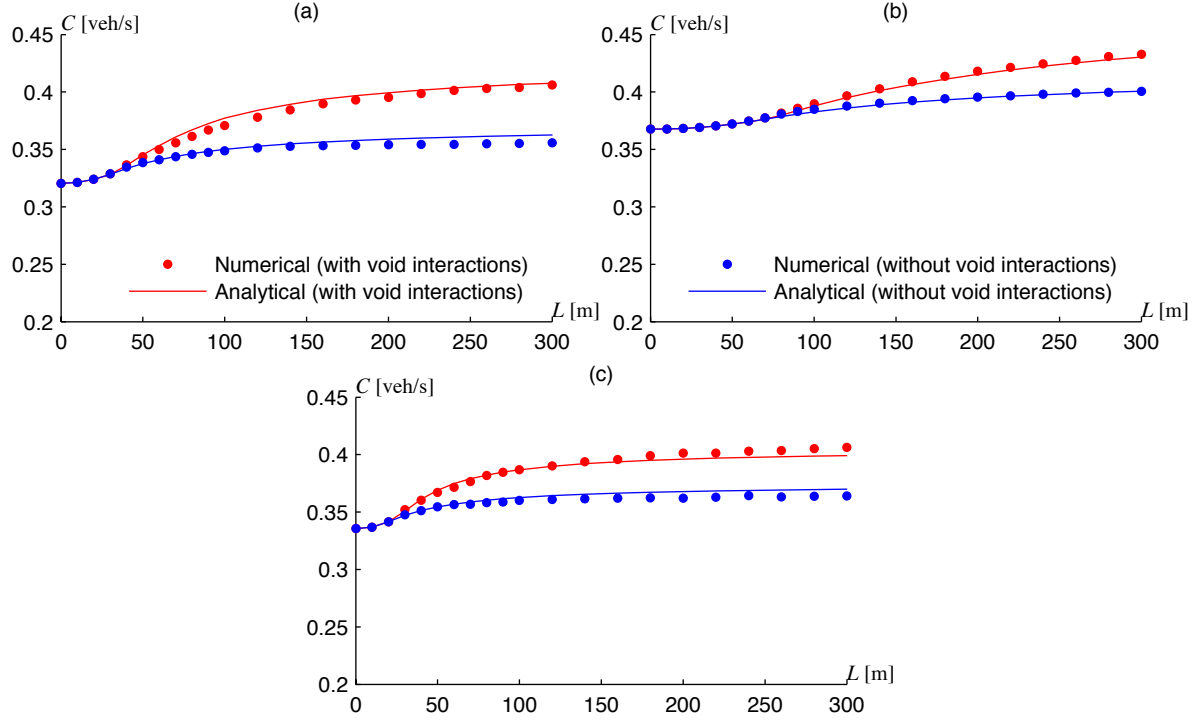 (a)
C [veh/s]
0.45
0.4
0.35
0.3
0.25
0.2
Numerical (with void interactions)
Analytical (with void interactions)
L [m]
0 50 100 150 200 250 300
(b)
C [veh/s]
0.45
0.4
0.35
0.3
0.25
0.2
Numerical (without void interactions)
Analytical (without void interactions)
L [m]
0 50 100 150 200 250 300
(c)
C [veh/s]
0.45
0.4
0.35
0.3
0.25
0.2
L [m]
0 50 100 150 200 250 300